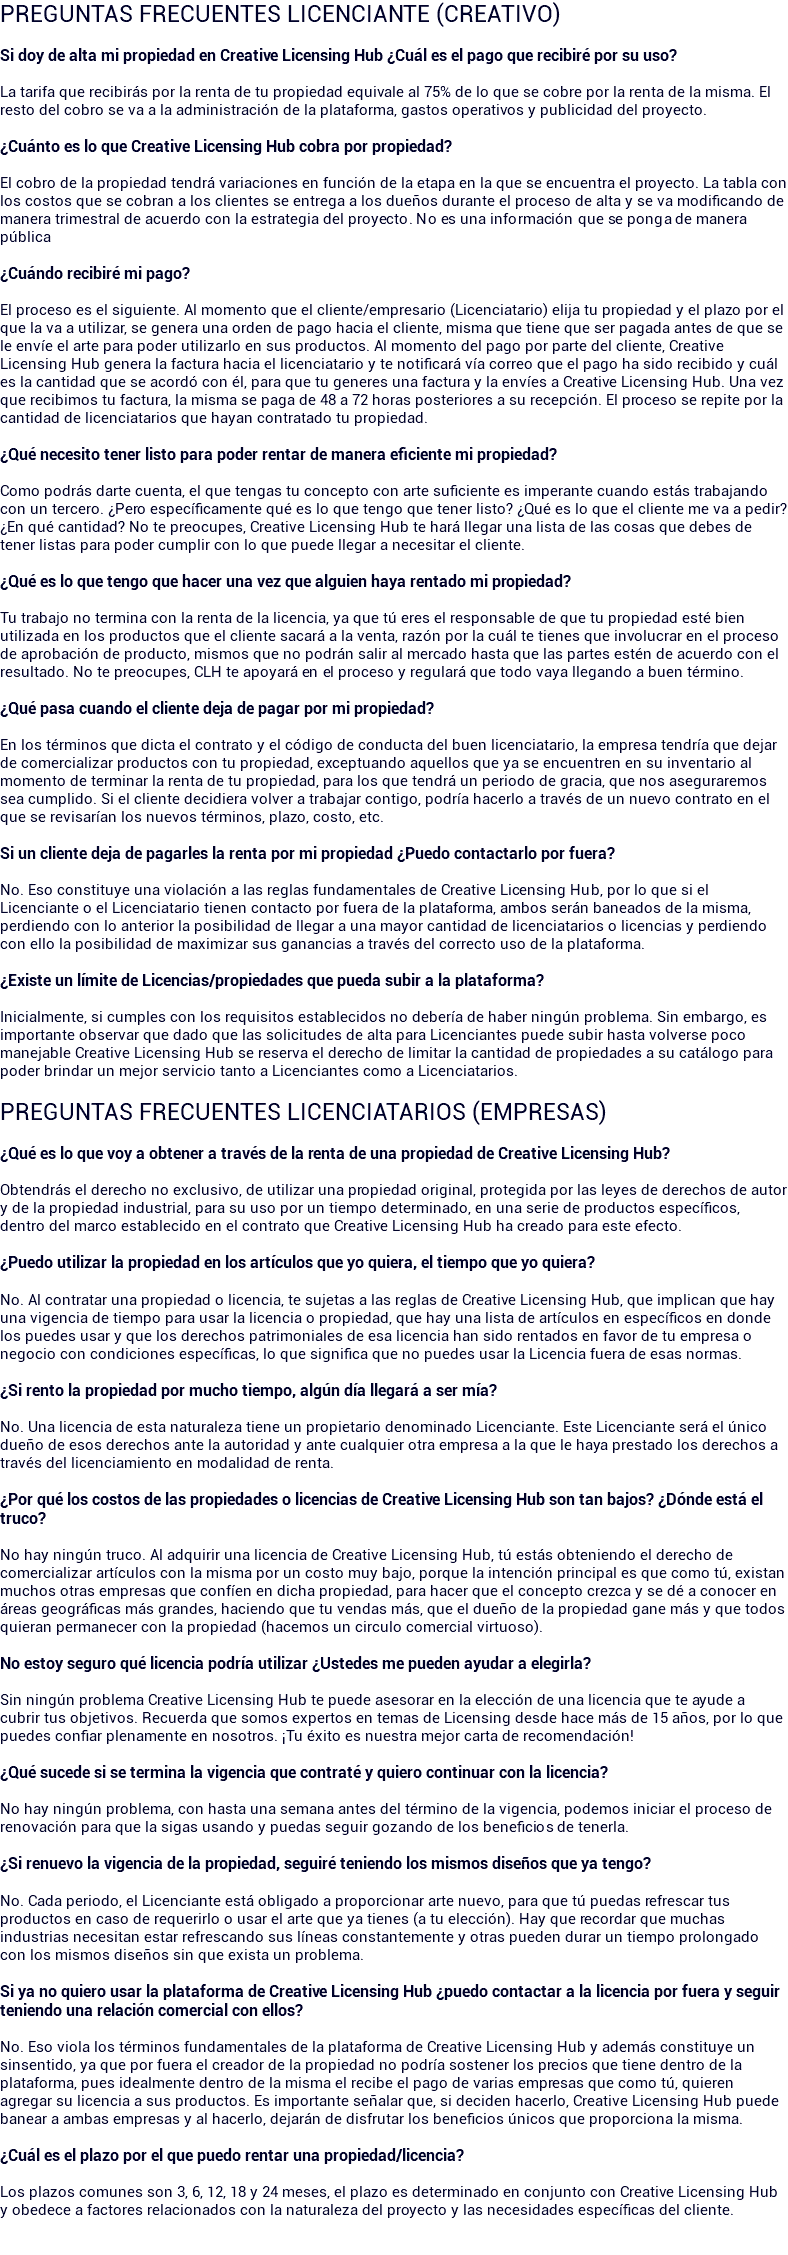 PREGUNTAS FRECUENTES LICENCIANTE (CREATIVO)
Si doy de alta mi propiedad en Creative Licensing Hub ¿Cuál es el pago que recibiré por su uso?
La tarifa que recibirás por la renta de tu propiedad equivale al 75% de lo que se cobre por la renta de la misma. El
resto del cobro se va a la administración de la plataforma, gastos operativos y publicidad del proyecto.
¿Cuánto es lo que Creative Licensing Hub cobra por propiedad?
El cobro de la propiedad tendrá variaciones en función de la etapa en la que se encuentra el proyecto. La tabla con
los costos que se cobran a los clientes se entrega a los dueños durante el proceso de alta y se va modificando de
manera trimestral de acuerdo con la estrategia del proyecto. No es una información que se ponga de manera
pública
¿Cuándo recibiré mi pago?
El proceso es el siguiente. Al momento que el cliente/empresario (Licenciatario) elija tu propiedad y el plazo por el
que la va a utilizar, se genera una orden de pago hacia el cliente, misma que tiene que ser pagada antes de que se
le envíe el arte para poder utilizarlo en sus productos. Al momento del pago por parte del cliente, Creative
Licensing Hub genera la factura hacia el licenciatario y te notificará vía correo que el pago ha sido recibido y cuál
es la cantidad que se acordó con él, para que tu generes una factura y la envíes a Creative Licensing Hub. Una vez
que recibimos tu factura, la misma se paga de 48 a 72 horas posteriores a su recepción. El proceso se repite por la
cantidad de licenciatarios que hayan contratado tu propiedad.
¿Qué necesito tener listo para poder rentar de manera eficiente mi propiedad?
Como podrás darte cuenta, el que tengas tu concepto con arte suficiente es imperante cuando estás trabajando
con un tercero. ¿Pero específicamente qué es lo que tengo que tener listo? ¿Qué es lo que el cliente me va a pedir?
¿En qué cantidad? No te preocupes, Creative Licensing Hub te hará llegar una lista de las cosas que debes de
tener listas para poder cumplir con lo que puede llegar a necesitar el cliente.
¿Qué es lo que tengo que hacer una vez que alguien haya rentado mi propiedad?
Tu trabajo no termina con la renta de la licencia, ya que tú eres el responsable de que tu propiedad esté bien
utilizada en los productos que el cliente sacará a la venta, razón por la cuál te tienes que involucrar en el proceso
de aprobación de producto, mismos que no podrán salir al mercado hasta que las partes estén de acuerdo con el
resultado. No te preocupes, CLH te apoyará en el proceso y regulará que todo vaya llegando a buen término.
¿Qué pasa cuando el cliente deja de pagar por mi propiedad?
En los términos que dicta el contrato y el código de conducta del buen licenciatario, la empresa tendría que dejar
de comercializar productos con tu propiedad, exceptuando aquellos que ya se encuentren en su inventario al
momento de terminar la renta de tu propiedad, para los que tendrá un periodo de gracia, que nos aseguraremos
sea cumplido. Si el cliente decidiera volver a trabajar contigo, podría hacerlo a través de un nuevo contrato en el
que se revisarían los nuevos términos, plazo, costo, etc.
Si un cliente deja de pagarles la renta por mi propiedad ¿Puedo contactarlo por fuera?
No. Eso constituye una violación a las reglas fundamentales de Creative Licensing Hub, por lo que si el
Licenciante o el Licenciatario tienen contacto por fuera de la plataforma, ambos serán baneados de la misma,
perdiendo con lo anterior la posibilidad de llegar a una mayor cantidad de licenciatarios o licencias y perdiendo
con ello la posibilidad de maximizar sus ganancias a través del correcto uso de la plataforma.
¿Existe un límite de Licencias/propiedades que pueda subir a la plataforma?
Inicialmente, si cumples con los requisitos establecidos no debería de haber ningún problema. Sin embargo, es
importante observar que dado que las solicitudes de alta para Licenciantes puede subir hasta volverse poco
manejable Creative Licensing Hub se reserva el derecho de limitar la cantidad de propiedades a su catálogo para
poder brindar un mejor servicio tanto a Licenciantes como a Licenciatarios.
PREGUNTAS FRECUENTES LICENCIATARIOS (EMPRESAS)
¿Qué es lo que voy a obtener a través de la renta de una propiedad de Creative Licensing Hub?
Obtendrás el derecho no exclusivo, de utilizar una propiedad original, protegida por las leyes de derechos de autor
y de la propiedad industrial, para su uso por un tiempo determinado, en una serie de productos específicos,
dentro del marco establecido en el contrato que Creative Licensing Hub ha creado para este efecto.
¿Puedo utilizar la propiedad en los artículos que yo quiera, el tiempo que yo quiera?
No. Al contratar una propiedad o licencia, te sujetas a las reglas de Creative Licensing Hub, que implican que hay
una vigencia de tiempo para usar la licencia o propiedad, que hay una lista de artículos en específicos en donde
los puedes usar y que los derechos patrimoniales de esa licencia han sido rentados en favor de tu empresa o
negocio con condiciones específicas, lo que significa que no puedes usar la Licencia fuera de esas normas.
¿Si rento la propiedad por mucho tiempo, algún día llegará a ser mía?
No. Una licencia de esta naturaleza tiene un propietario denominado Licenciante. Este Licenciante será el único
dueño de esos derechos ante la autoridad y ante cualquier otra empresa a la que le haya prestado los derechos a
través del licenciamiento en modalidad de renta.
¿Por qué los costos de las propiedades o licencias de Creative Licensing Hub son tan bajos? ¿Dónde está el
truco?
No hay ningún truco. Al adquirir una licencia de Creative Licensing Hub, tú estás obteniendo el derecho de
comercializar artículos con la misma por un costo muy bajo, porque la intención principal es que como tú, existan
muchos otras empresas que confíen en dicha propiedad, para hacer que el concepto crezca y se dé a conocer en
áreas geográficas más grandes, haciendo que tu vendas más, que el dueño de la propiedad gane más y que todos
quieran permanecer con la propiedad (hacemos un circulo comercial virtuoso).
No estoy seguro qué licencia podría utilizar ¿Ustedes me pueden ayudar a elegirla?
Sin ningún problema Creative Licensing Hub te puede asesorar en la elección de una licencia que te ayude a
cubrir tus objetivos. Recuerda que somos expertos en temas de Licensing desde hace más de 15 años, por lo que
puedes confiar plenamente en nosotros. ¡Tu éxito es nuestra mejor carta de recomendación!
¿Qué sucede si se termina la vigencia que contraté y quiero continuar con la licencia?
No hay ningún problema, con hasta una semana antes del término de la vigencia, podemos iniciar el proceso de
renovación para que la sigas usando y puedas seguir gozando de los beneficios de tenerla.
¿Si renuevo la vigencia de la propiedad, seguiré teniendo los mismos diseños que ya tengo?
No. Cada periodo, el Licenciante está obligado a proporcionar arte nuevo, para que tú puedas refrescar tus
productos en caso de requerirlo o usar el arte que ya tienes (a tu elección). Hay que recordar que muchas
industrias necesitan estar refrescando sus líneas constantemente y otras pueden durar un tiempo prolongado
con los mismos diseños sin que exista un problema.
Si ya no quiero usar la plataforma de Creative Licensing Hub ¿puedo contactar a la licencia por fuera y seguir
teniendo una relación comercial con ellos?
No. Eso viola los términos fundamentales de la plataforma de Creative Licensing Hub y además constituye un
sinsentido, ya que por fuera el creador de la propiedad no podría sostener los precios que tiene dentro de la
plataforma, pues idealmente dentro de la misma el recibe el pago de varias empresas que como tú, quieren
agregar su licencia a sus productos. Es importante señalar que, si deciden hacerlo, Creative Licensing Hub puede
banear a ambas empresas y al hacerlo, dejarán de disfrutar los beneficios únicos que proporciona la misma.
¿Cuál es el plazo por el que puedo rentar una propiedad/licencia?
Los plazos comunes son 3, 6, 12, 18 y 24 meses, el plazo es determinado en conjunto con Creative Licensing Hub
y obedece a factores relacionados con la naturaleza del proyecto y las necesidades específicas del cliente.